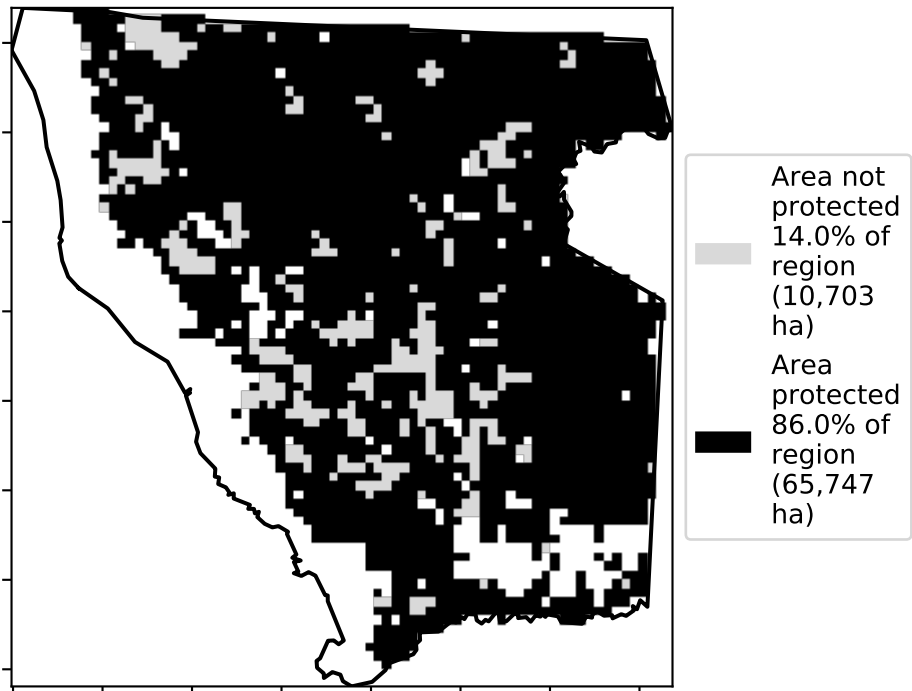 Area not
protected
14.0% of
region
(10,703
ha)
Area
protected
86.0% of
region
(65,747
ha)